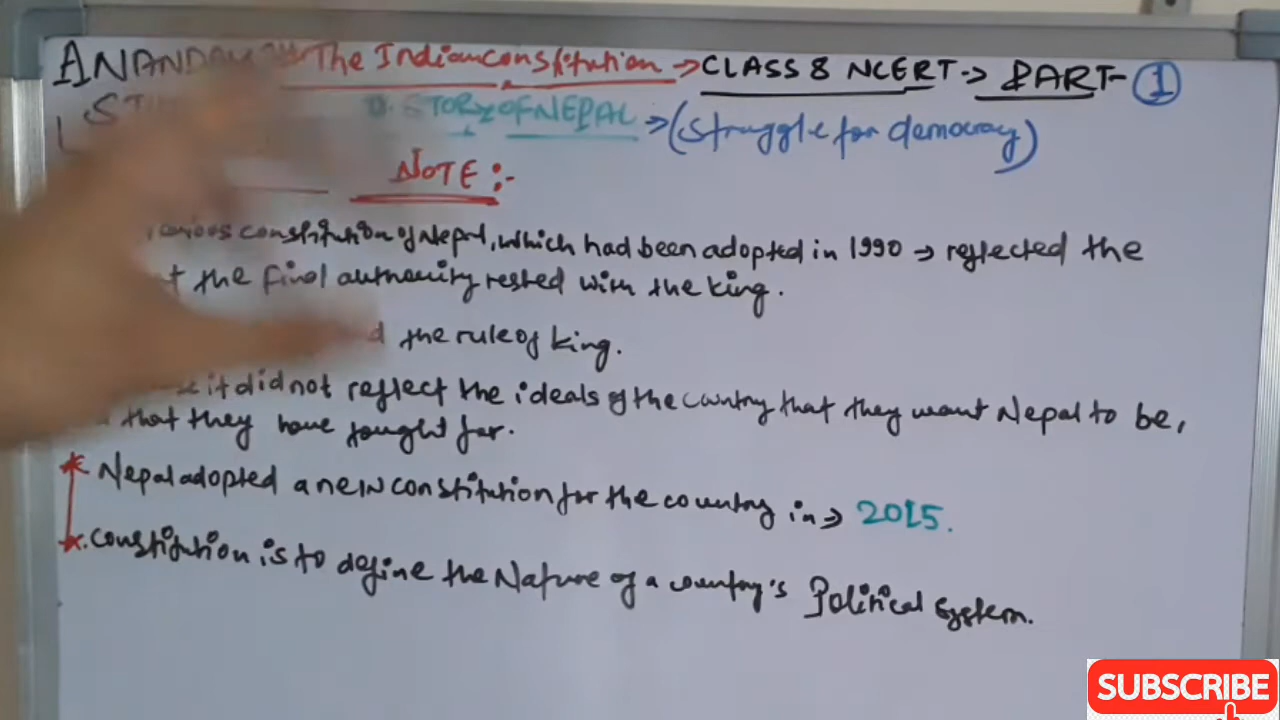 ANANDAM The Indian Constitution → CLASS 8 NCERT → PART- 1
STORY OF NEPAL → (struggle for democracy)
NOTE :-
constitution of Nepal, which had been adopted in 1990 → reflected the
the final authority rested with the king.
the rule of king.
it did not reflect the ideals of the country that they want Nepal to be,
that they have fought for.
* Nepal adopted a new constitution for the country in → 2015.
*. constitution is to define the Nature of a country's Political system.
SUBSCRIBE